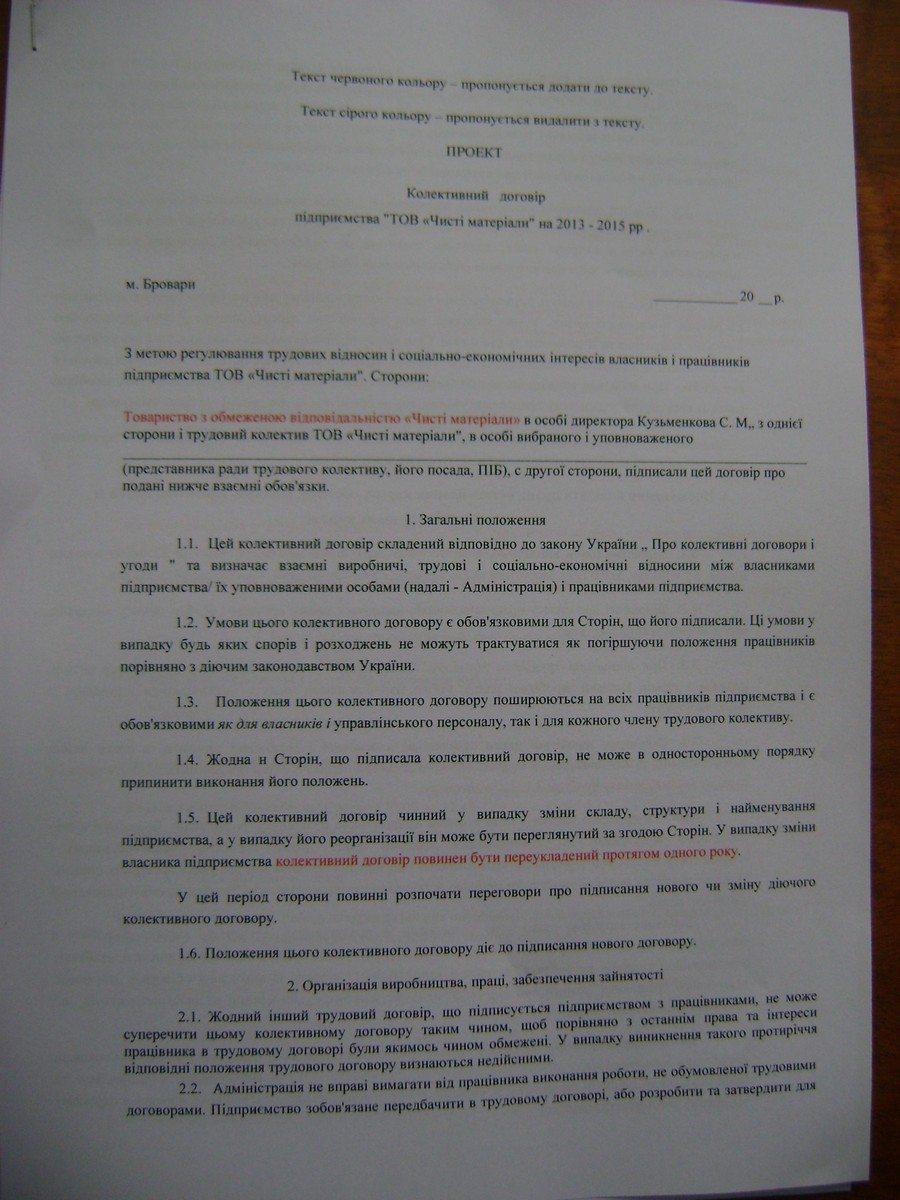 Текст червоного кольору – пропонується додати до тексту.
Текст сірого кольору – пропонується видалити з тексту.
ПРОЕКТ
Колективний договір
підприємства "ТОВ «Чисті матеріали" на 2013 - 2015 рр .
м. Бровари
____________ 20 __р.
З метою регулювання трудових відносин і соціально-економічних інтересів власників і працівників
підприємства ТОВ «Чисті матеріали". Сторони:
Товариство з обмеженою відповідальністю «Чисті матеріали» в особі директора Кузьменкова С. М,, з однієї
сторони і трудовий колектив ТОВ «Чисті матеріали", в особі вибраного і уповноваженого
(представника ради трудового колективу, його посада, ПІБ), с другої сторони, підписали цей договір про
подані нижче взаємні обов'язки.
1. Загальні положення
1.1. Цей колективний договір складений відповідно до закону України „ Про колективні договори і
угоди " та визначає взаємні виробничі, трудові і соціально-економічні відносини між власниками
підприємства/ їх уповноваженими особами (надалі - Адміністрація) і працівниками підприємства.
1.2. Умови цього колективного договору є обов'язковими для Сторін, що його підписали. Ці умови у
випадку будь яких спорів і розходжень не можуть трактуватися як погіршуючи положення працівників
порівняно з діючим законодавством України.
1.3. Положення цього колективного договору поширюються на всіх працівників підприємства і є
обов'язковими як для власників і управлінського персоналу, так і для кожного члену трудового колективу.
1.4. Жодна н Сторін, що підписала колективний договір, не може в односторонньому порядку
припинити виконання його положень.
1.5. Цей колективний договір чинний у випадку зміни складу, структури і найменування
підприємства, а у випадку його реорганізації він може бути переглянутий за згодою Сторін. У випадку зміни
власника підприємства колективний договір повинен бути переукладений протягом одного року.
У цей період сторони повинні розпочати переговори про підписання нового чи зміну діючого
колективного договору.
1.6. Положення цього колективного договору діє до підписання нового договору.
2. Організація виробництва, праці, забезпечення зайнятості
2.1. Жодний інший трудовий договір, що підписується підприємством з працівниками, не може
суперечити цьому колективному договору таким чином, щоб порівняно з останнім права та інтереси
працівника в трудовому договорі були якимось чином обмежені. У випадку виникнення такого протиріччя
відповідні положення трудового договору визнаються недійсними.
2.2. Адміністрація не вправі вимагати від працівника виконання роботи, не обумовленої трудовими
договорами. Підприємство зобов'язане передбачити в трудовому договорі, або розробити та затвердити для